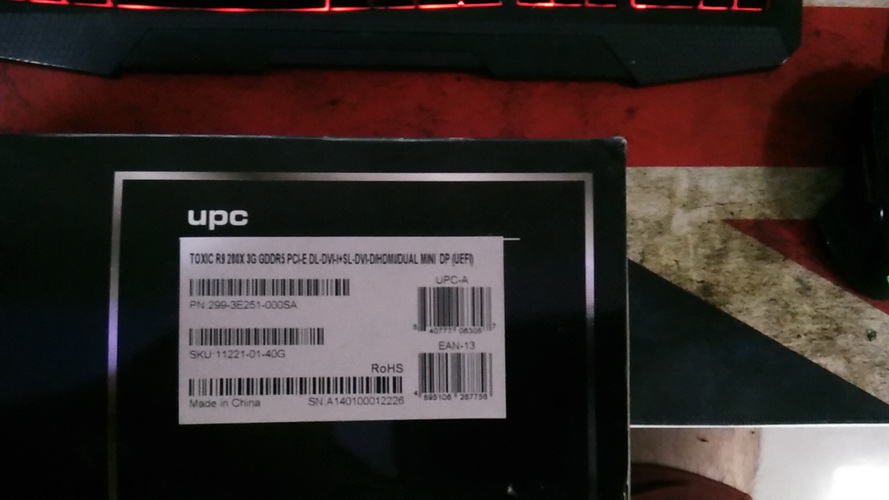 upc
TOXIC R9 280X 3G GDDR5 PCI-E DL-DVI-I+SL-DVI-D/HDMI/DUAL MINI DP (UEFI)
UPC-A
PN:299-3E251-000SA
EAN-13
SKU:11221-01-40G
RoHS
Made in China SN:A140100012226